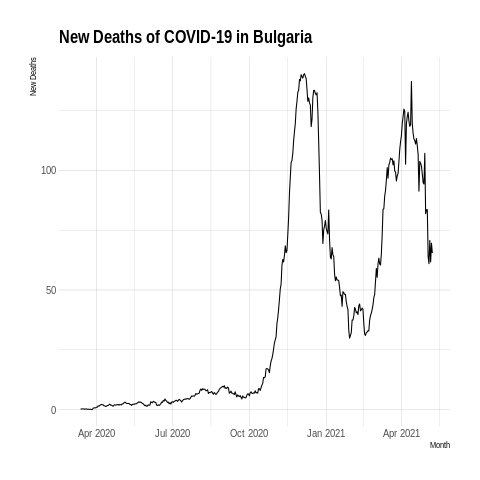 New Deaths of COVID-19 in Bulgaria
New Deaths
100
50
0
Apr 2020 Jul 2020 Oct 2020 Jan 2021 Apr 2021
Month